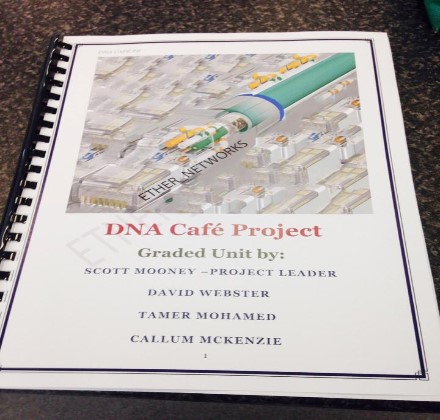 ETHER NETWORKS
DNA Café Project
Graded Unit by:
SCOTT MOONEY –PROJECT LEADER
DAVID WEBSTER
TAMER MOHAMED
CALLUM MCKENZIE
1